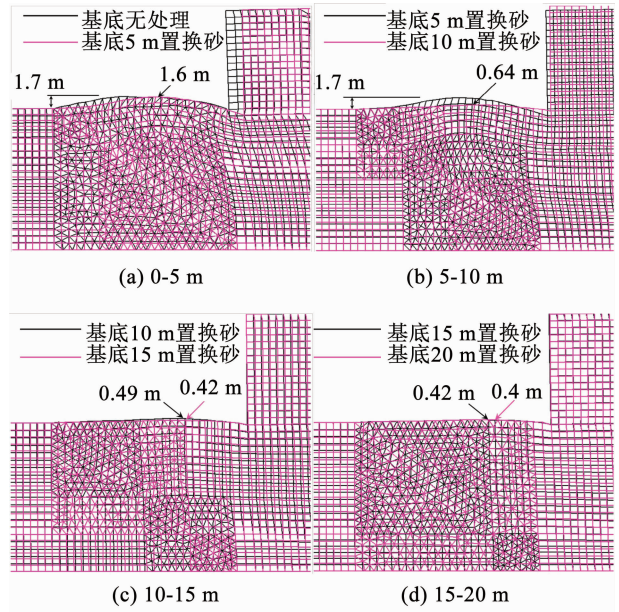 基底无处理
基底5 m置换砂
1.7 m
1.6 m
(a) 0-5 m
基底5 m置换砂
基底10 m置换砂
1.7 m
0.64 m
(b) 5-10 m
基底10 m置换砂
基底15 m置换砂
0.49 m
0.42 m
(c) 10-15 m
基底15 m置换砂
基底20 m置换砂
0.42 m
0.4 m
(d) 15-20 m